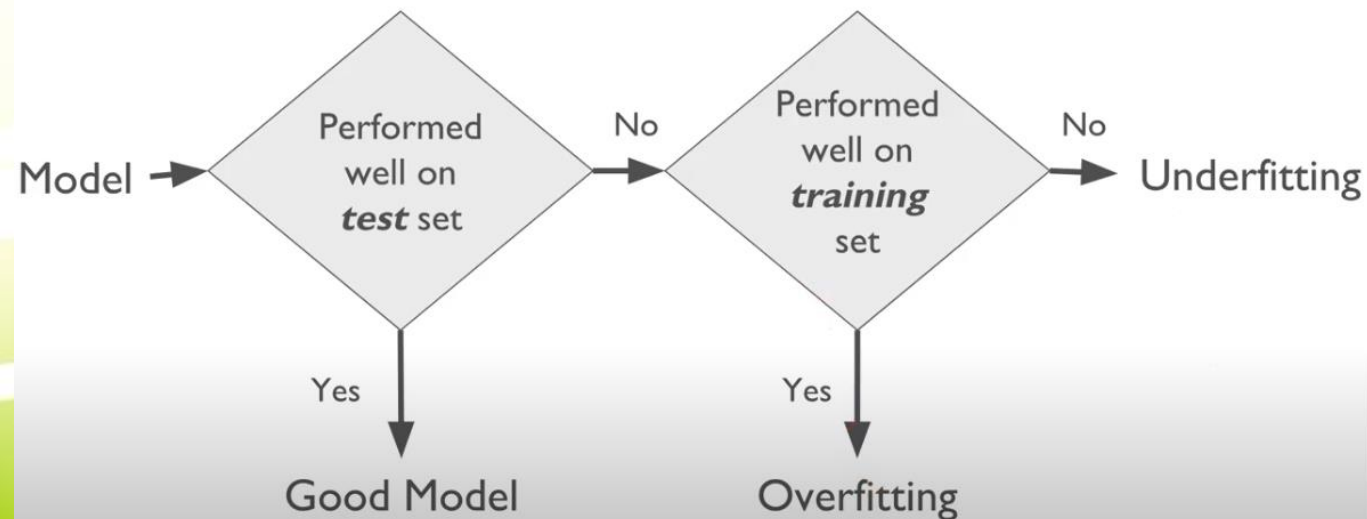 Model
Performed
well on
test set
No
Performed
well on
training
set
No
Underfitting
Yes
Good Model
Yes
Overfitting